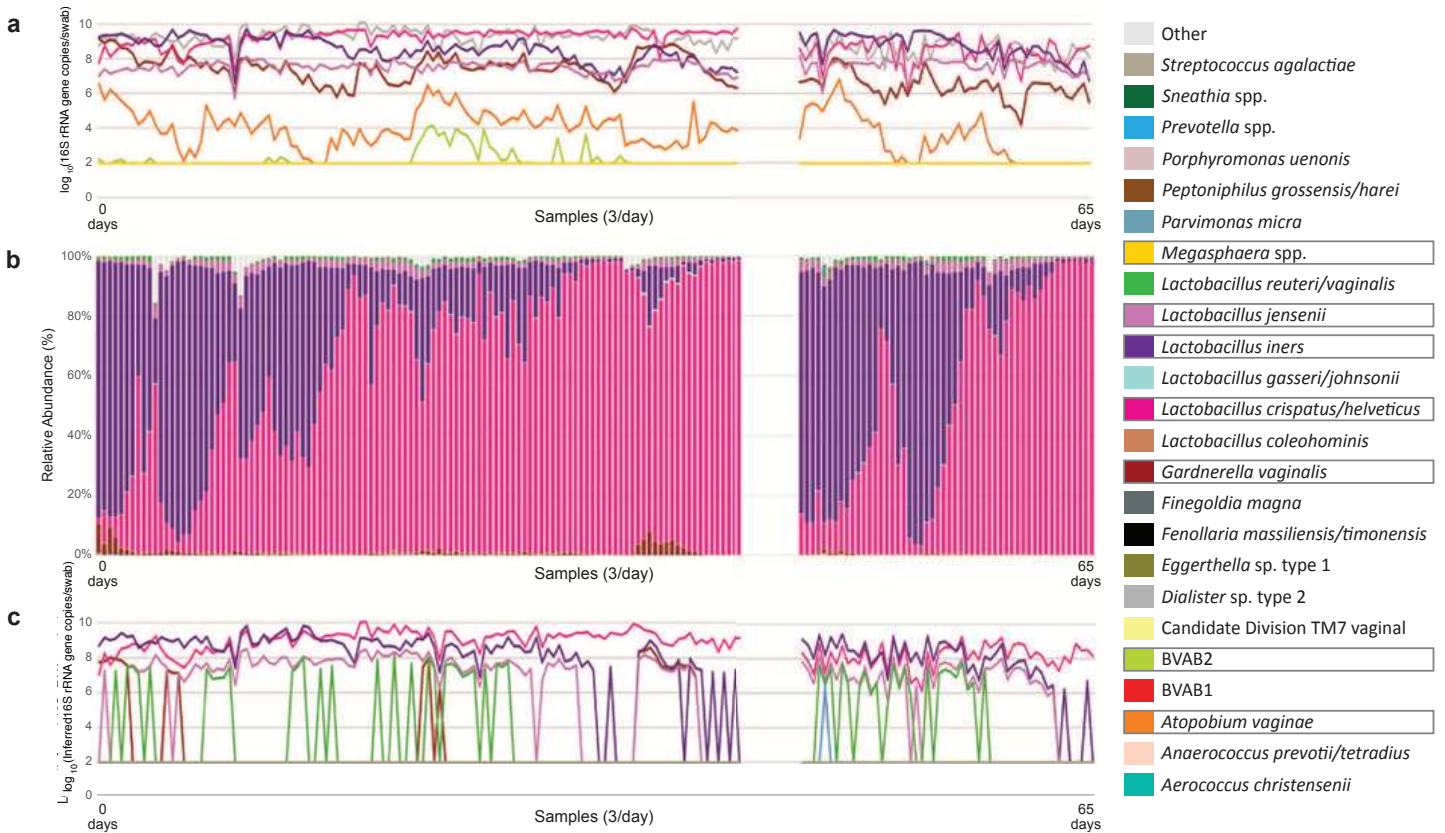 a
log10(16S rRNA gene copies/swab)
10
8
6
4
2
0
0
days
Samples (3/day)
65
days
b
Relative Abundance (%)
100%
80%
60%
40%
20%
0%
0
days
Samples (3/day)
65
days
c
log10(Inferred16S rRNA gene copies/swab)
10
8
6
4
2
0
0
days
Samples (3/day)
65
days
Other
Streptococcus agalactiae
Sneathia spp.
Prevotella spp.
Porphyromonas uenonis
Peptoniphilus grossensis/harei
Parvimonas micra
Megasphaera spp.
Lactobacillus reuteri/vaginalis
Lactobacillus jensenii
Lactobacillus iners
Lactobacillus gasseri/johnsonii
Lactobacillus crispatus/helveticus
Lactobacillus coleohominis
Gardnerella vaginalis
Finegoldia magna
Fenollaria massiliensis/timonensis
Eggerthella sp. type 1
Dialister sp. type 2
Candidate Division TM7 vaginal
BVAB2
BVAB1
Atopobium vaginae
Anaerococcus prevotii/tetradius
Aerococcus christensenii